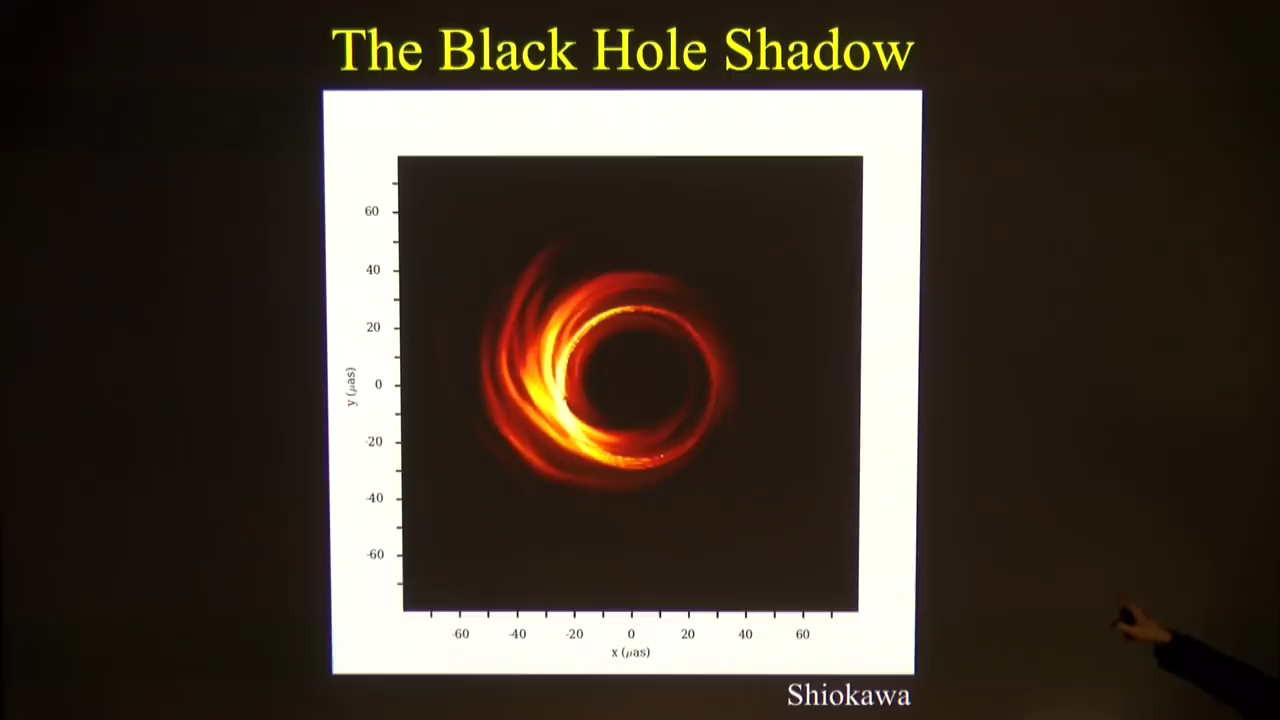 The Black Hole Shadow
60
40
20
0
-20
-40
-60
y (μas)
-60 -40 -20 0 20 40 60
x (μas)
Shiokawa